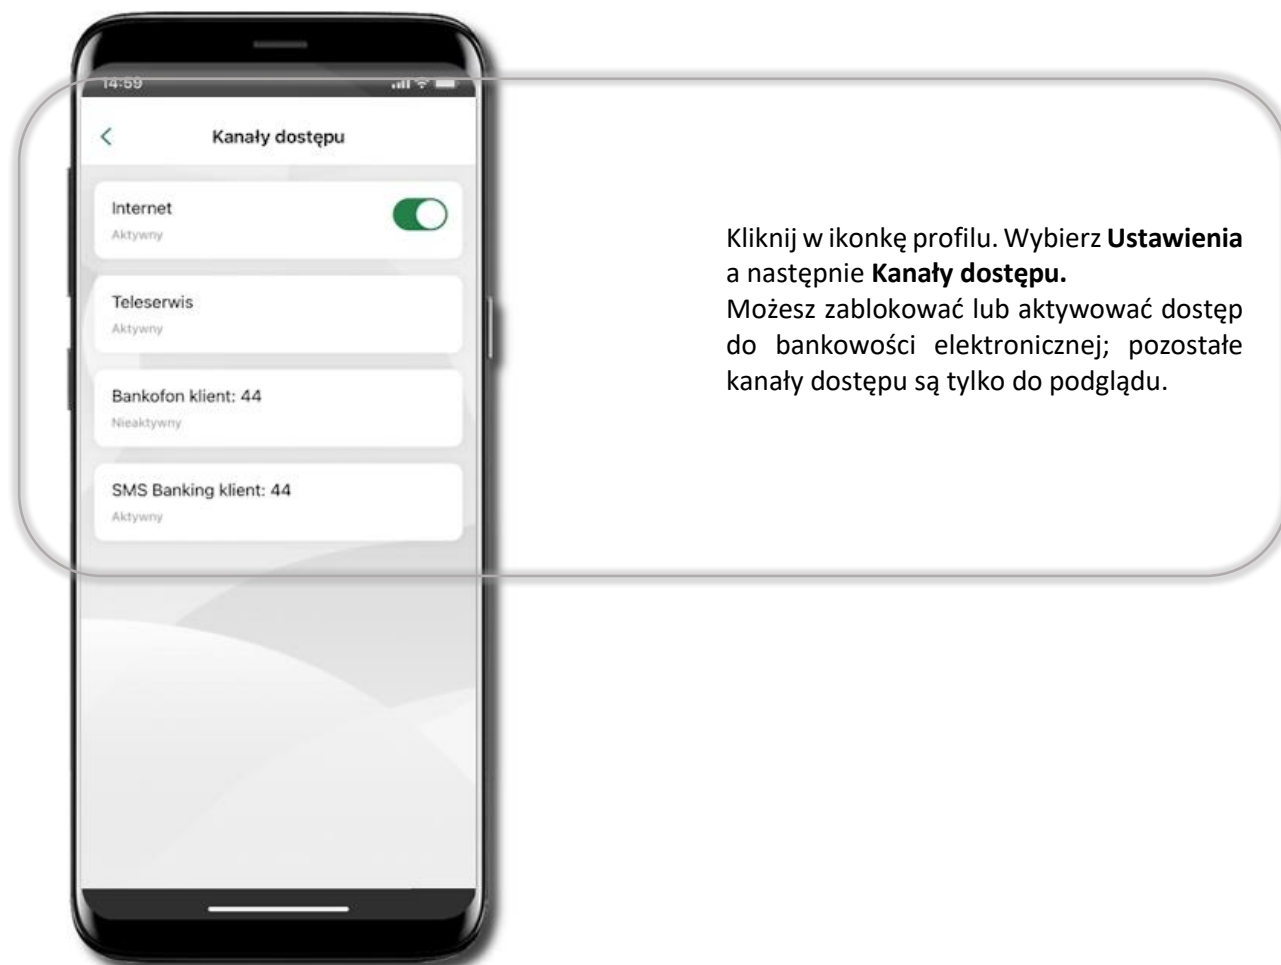 14:59
Kanały dostępu
Internet
Aktywny
Teleserwis
Aktywny
Bankofon klient: 44
Nieaktywny
SMS Banking klient: 44
Aktywny
Kliknij w ikonkę profilu. Wybierz Ustawienia
a następnie Kanały dostępu.
Możesz zablokować lub aktywować dostęp
do bankowości elektronicznej; pozostałe
kanały dostępu są tylko do podglądu.